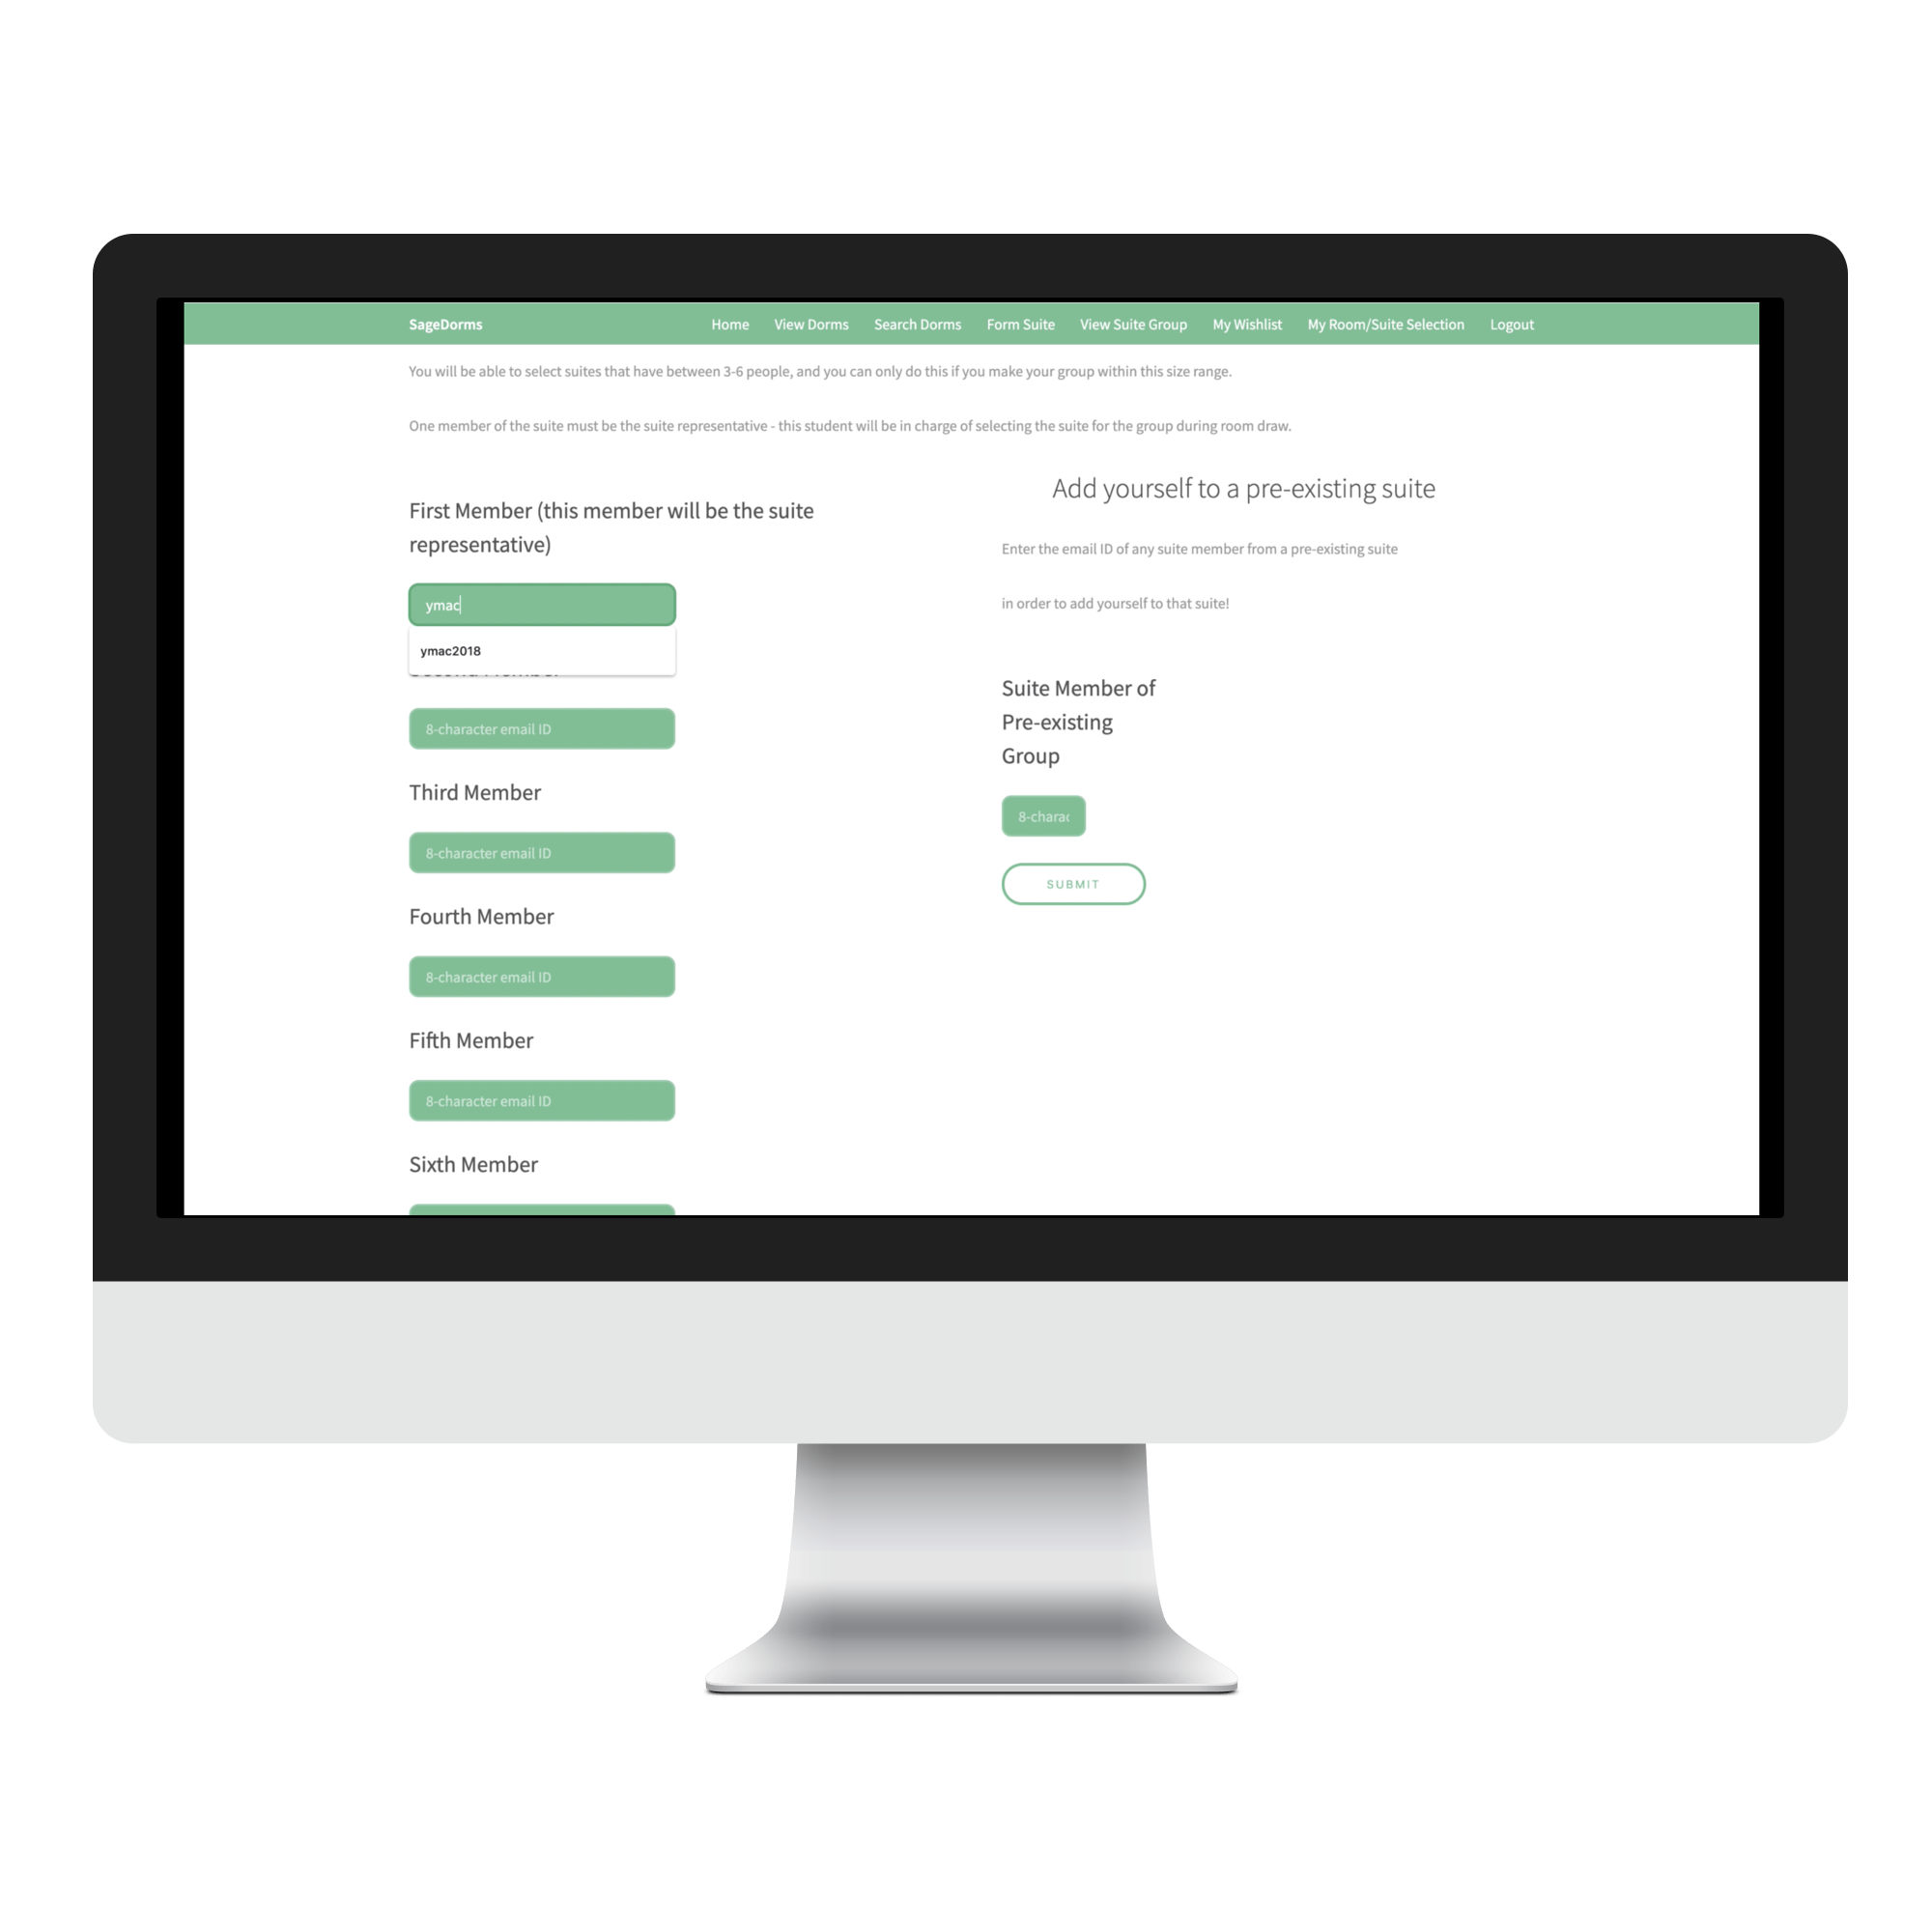 SageDorms Home View Dorms Search Dorms Form Suite View Suite Group My Wishlist My Room/Suite Selection Logout
You will be able to select suites that have between 3-6 people, and you can only do this if you make your group within this size range.
One member of the suite must be the suite representative - this student will be in charge of selecting the suite for the group during room draw.
First Member (this member will be the suite
representative)
ymac
ymac2018
8-character email ID
Third Member
8-character email ID
Fourth Member
8-character email ID
Fifth Member
8-character email ID
Sixth Member
Add yourself to a pre-existing suite
Enter the email ID of any suite member from a pre-existing suite
in order to add yourself to that suite!
Suite Member of
Pre-existing
Group
8-charac
SUBMIT